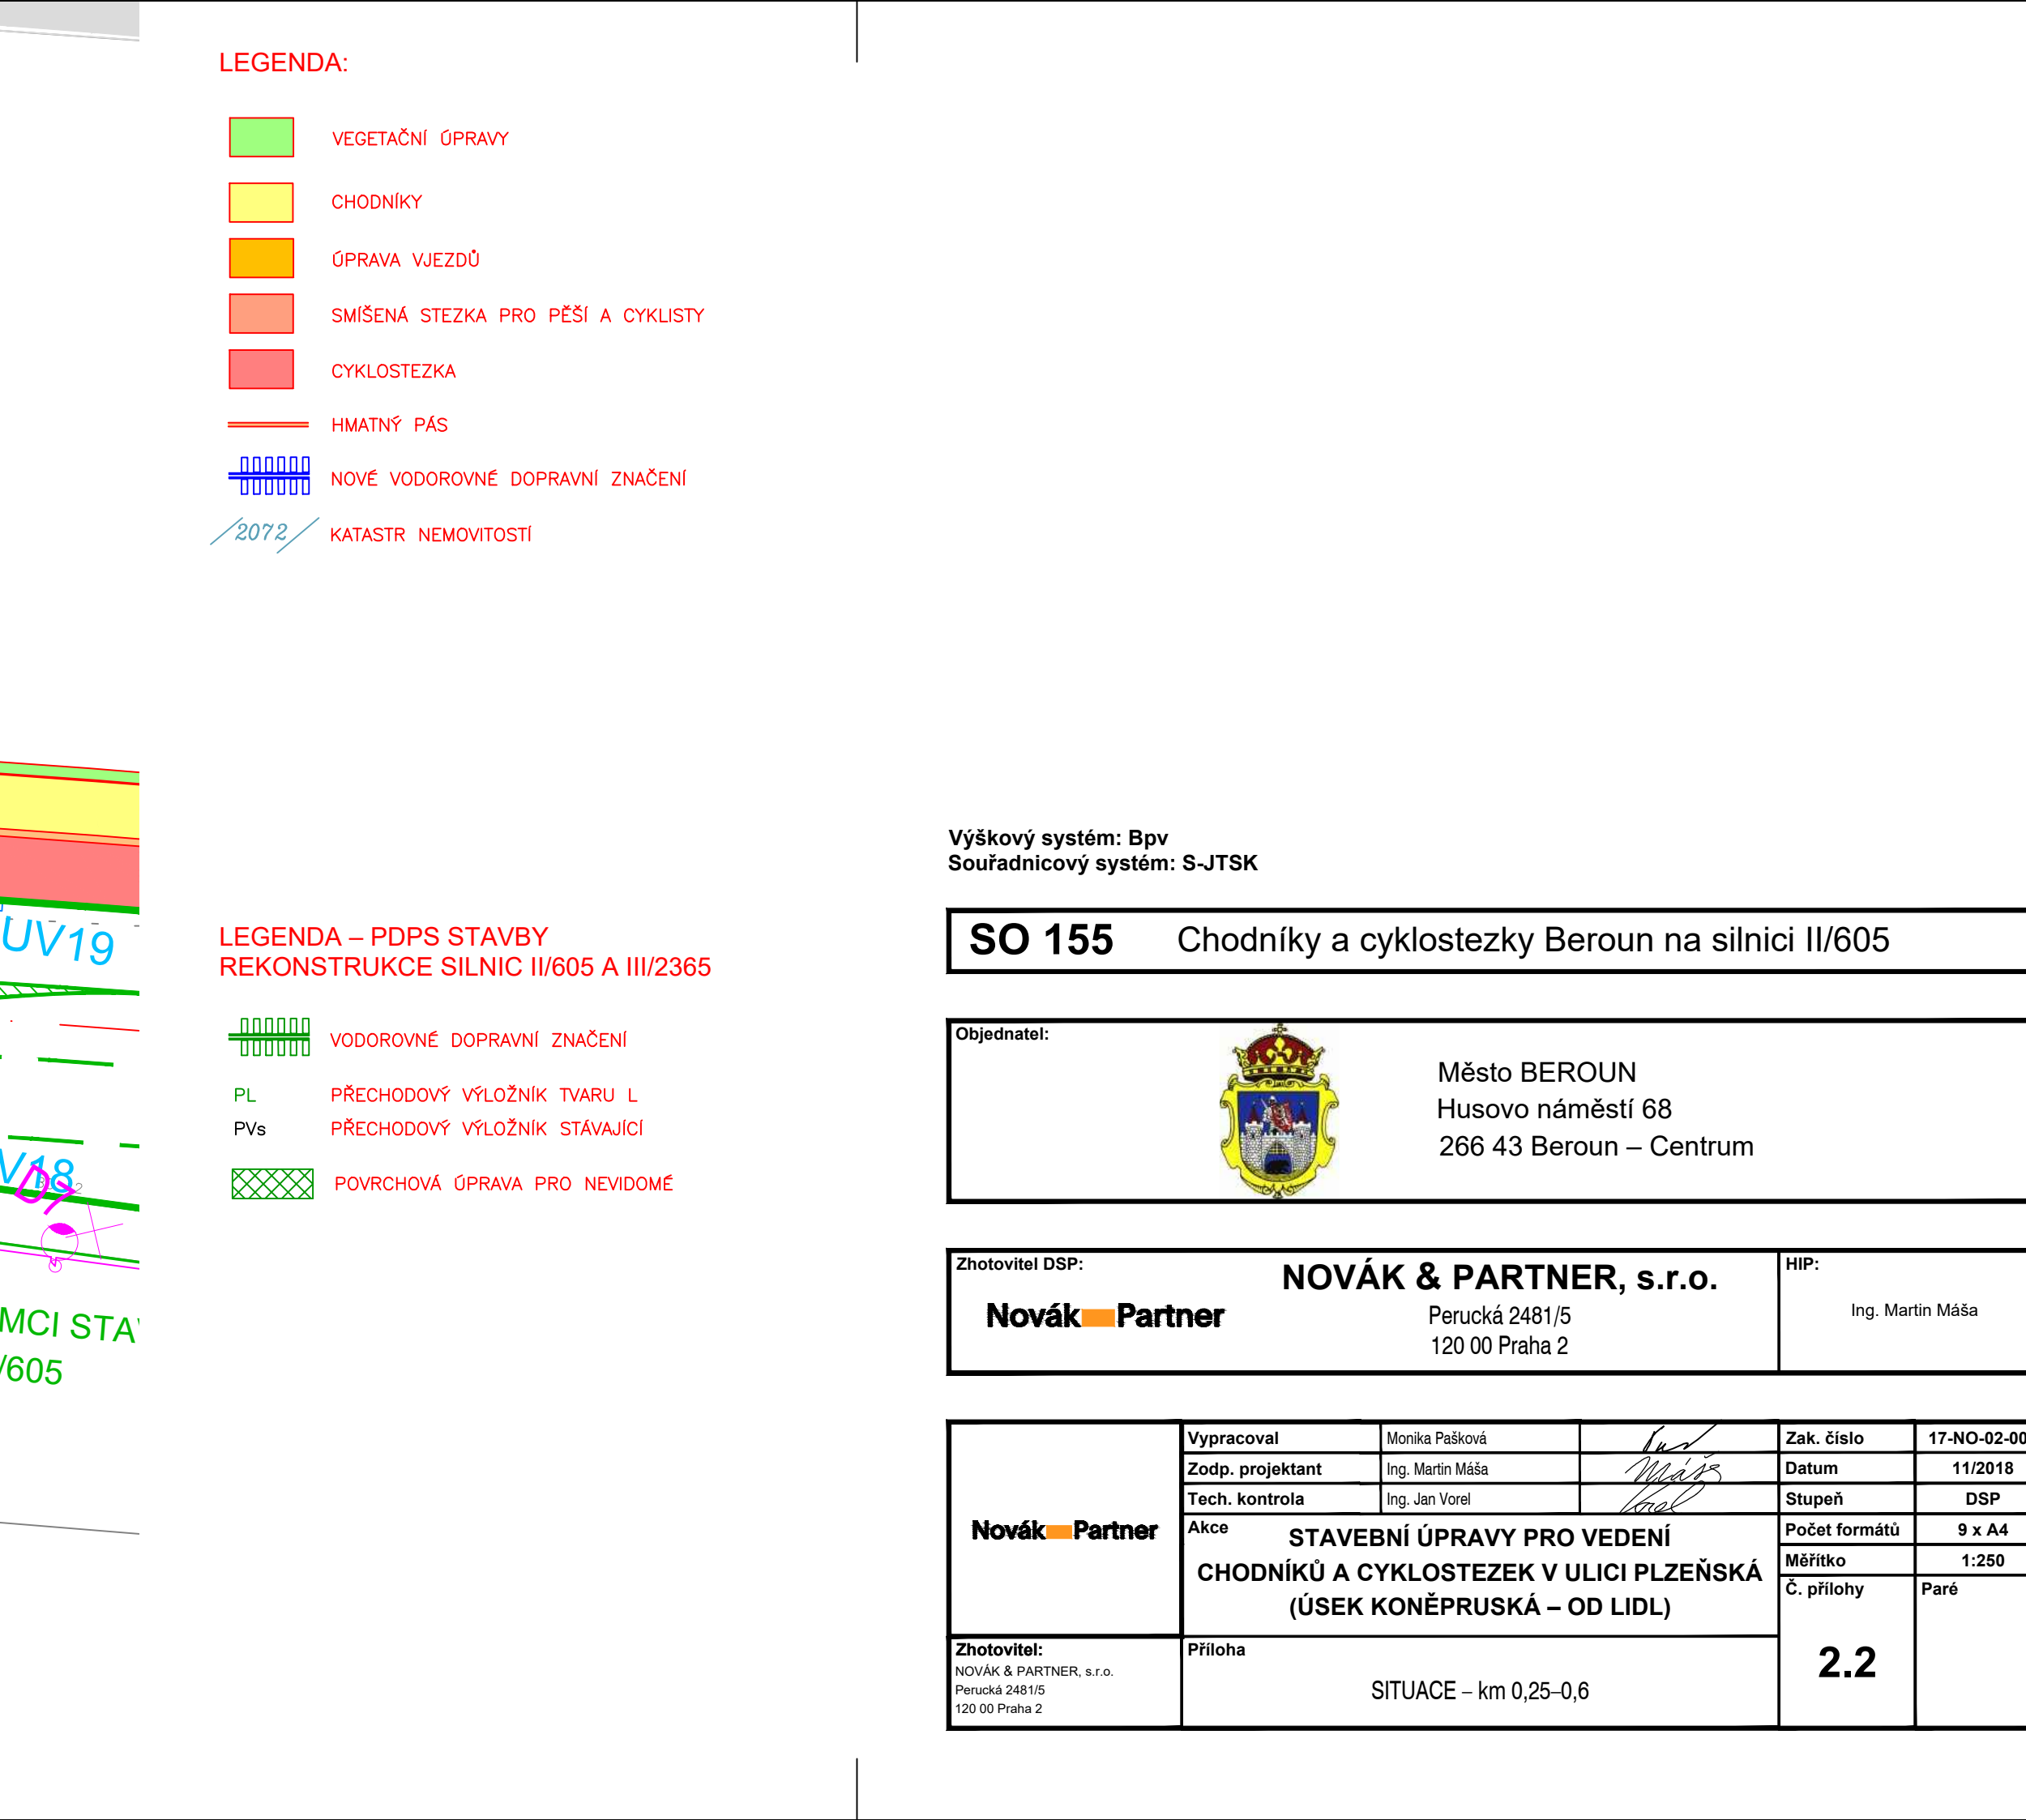 LEGENDA:
VEGETAČNÍ ÚPRAVY
CHODNÍKY
ÚPRAVA VJEZDŮ
SMÍŠENÁ STEZKA PRO PĚŠÍ A CYKLISTY
CYKLOSTEZKA
HMATNÝ PÁS
NOVÉ VODOROVNÉ DOPRAVNÍ ZNAČENÍ
2072 KATASTR NEMOVITOSTÍ
UV19
V18
D7
MCI STA
/605
LEGENDA – PDPS STAVBY
REKONSTRUKCE SILNIC II/605 A III/2365
VODOROVNÉ DOPRAVNÍ ZNAČENÍ
PL PŘECHODOVÝ VÝLOŽNÍK TVARU L
PVs PŘECHODOVÝ VÝLOŽNÍK STÁVAJÍCÍ
POVRCHOVÁ ÚPRAVA PRO NEVIDOMÉ
Výškový systém: Bpv
Souřadnicový systém: S-JTSK
SO 155 Chodníky a cyklostezky Beroun na silnici II/605
Objednatel:
Město BEROUN
Husovo náměstí 68
266 43 Beroun – Centrum
Zhotovitel DSP:
Novák Partner
NOVÁK & PARTNER, s.r.o.
Perucká 2481/5
120 00 Praha 2
HIP:
Ing. Martin Máša
Novák Partner
Vypracoval Monika Pašková
Zodp. projektant Ing. Martin Máša Máša
Tech. kontrola Ing. Jan Vorel Vorel
Akce
STAVEBNÍ ÚPRAVY PRO VEDENÍ
CHODNÍKŮ A CYKLOSTEZEK V ULICI PLZEŇSKÁ
(ÚSEK KONĚPRUSKÁ – OD LIDL)
Zak. číslo 17-NO-02-00
Datum 11/2018
Stupeň DSP
Počet formátů 9 x A4
Měřítko 1:250
Č. přílohy Paré
2.2
Zhotovitel:
NOVÁK & PARTNER, s.r.o.
Perucká 2481/5
120 00 Praha 2
Příloha
SITUACE – km 0,25–0,6